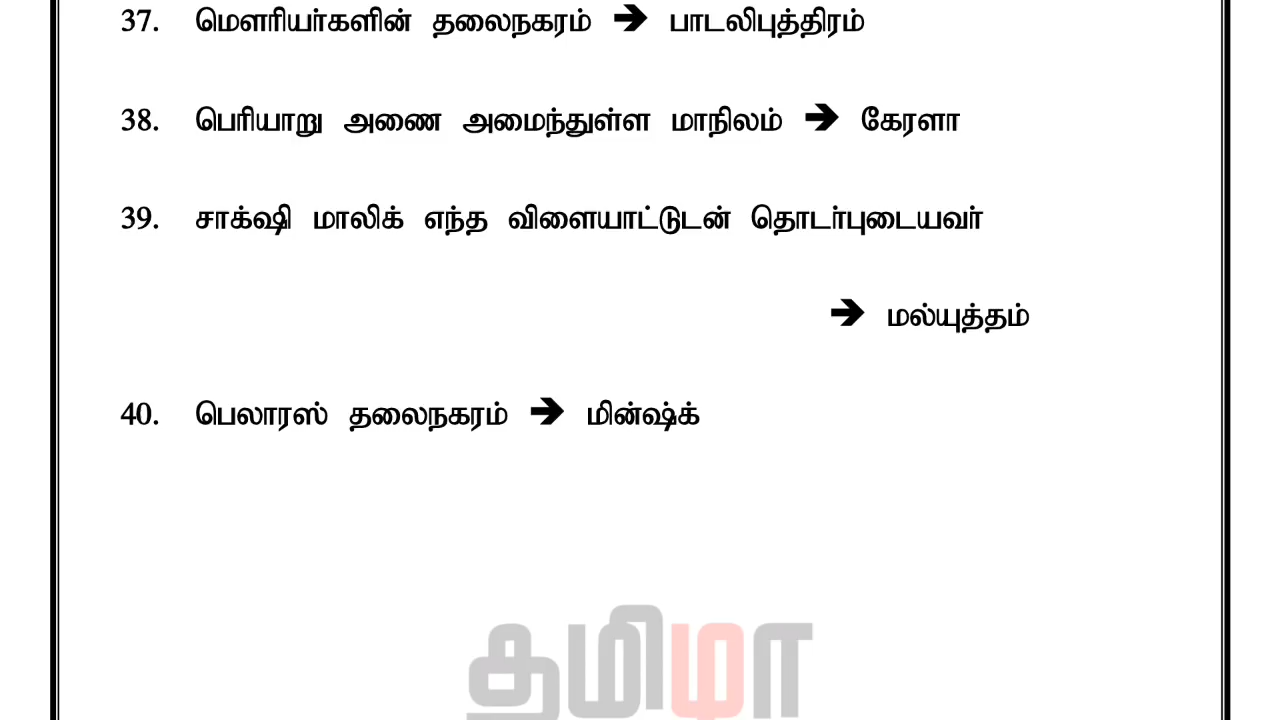 37. மௌரியர்களின் தலைநகரம் ➔ பாடலிபுத்திரம்
38. பெரியாறு அணை அமைந்துள்ள மாநிலம் ➔ கேரளா
39. சாக்ஷி மாலிக் எந்த விளையாட்டுடன் தொடர்புடையவர்
➔ மல்யுத்தம்
40. பெலாரஸ் தலைநகரம் ➔ மின்ஷ்க்
தமிழா